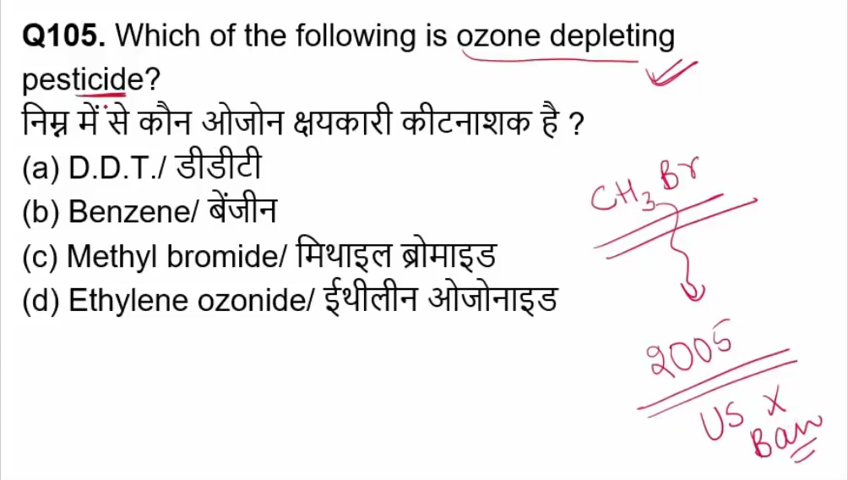 Q105. Which of the following is ozone depleting
pesticide?
निम्न में से कौन ओजोन क्षयकारी कीटनाशक है ?
(a) D.D.T./ डीडीटी
(b) Benzene/ बेंजीन
(c) Methyl bromide/ मिथाइल ब्रोमाइड
(d) Ethylene ozonide/ ईथीलीन ओजोनाइड
CH3Br
2005
US X
Ban